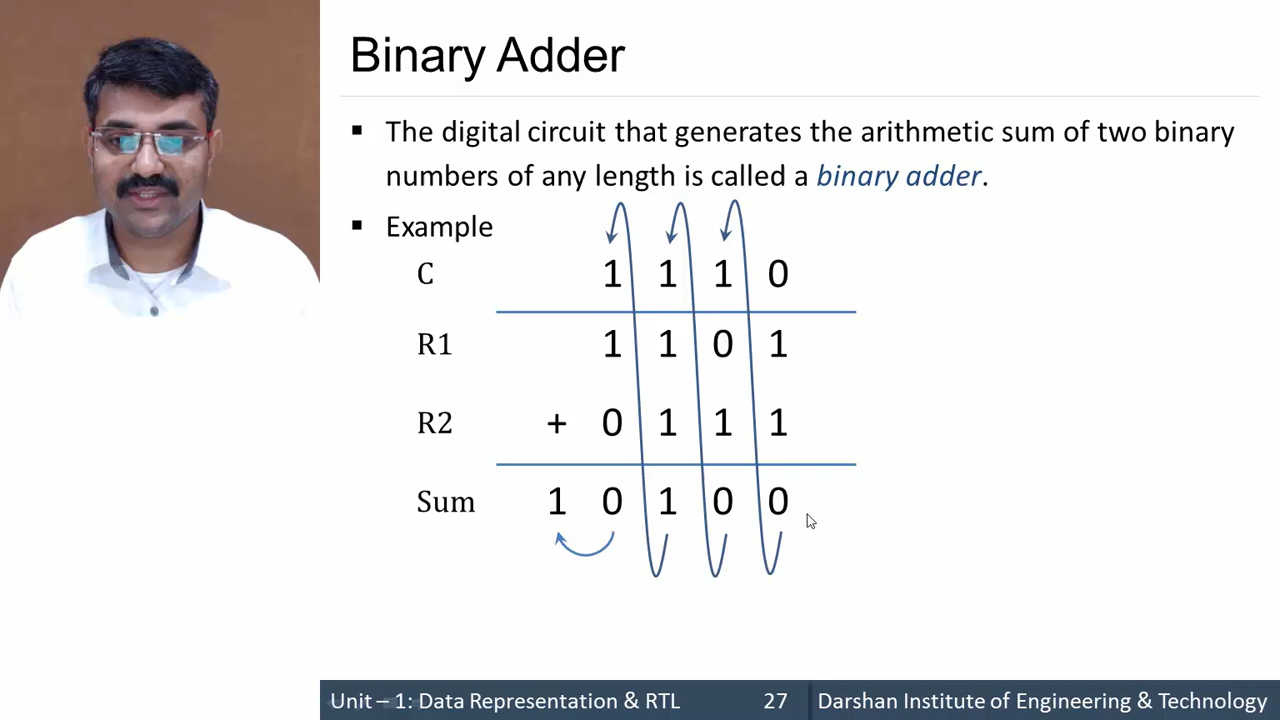 Binary Adder
▪ The digital circuit that generates the arithmetic sum of two binary
numbers of any length is called a binary adder.
▪ Example
C 1 1 1 0
R1 1 1 0 1
R2 + 0 1 1 1
Sum 1 0 1 0 0
Unit – 1: Data Representation & RTL 27 Darshan Institute of Engineering & Technology